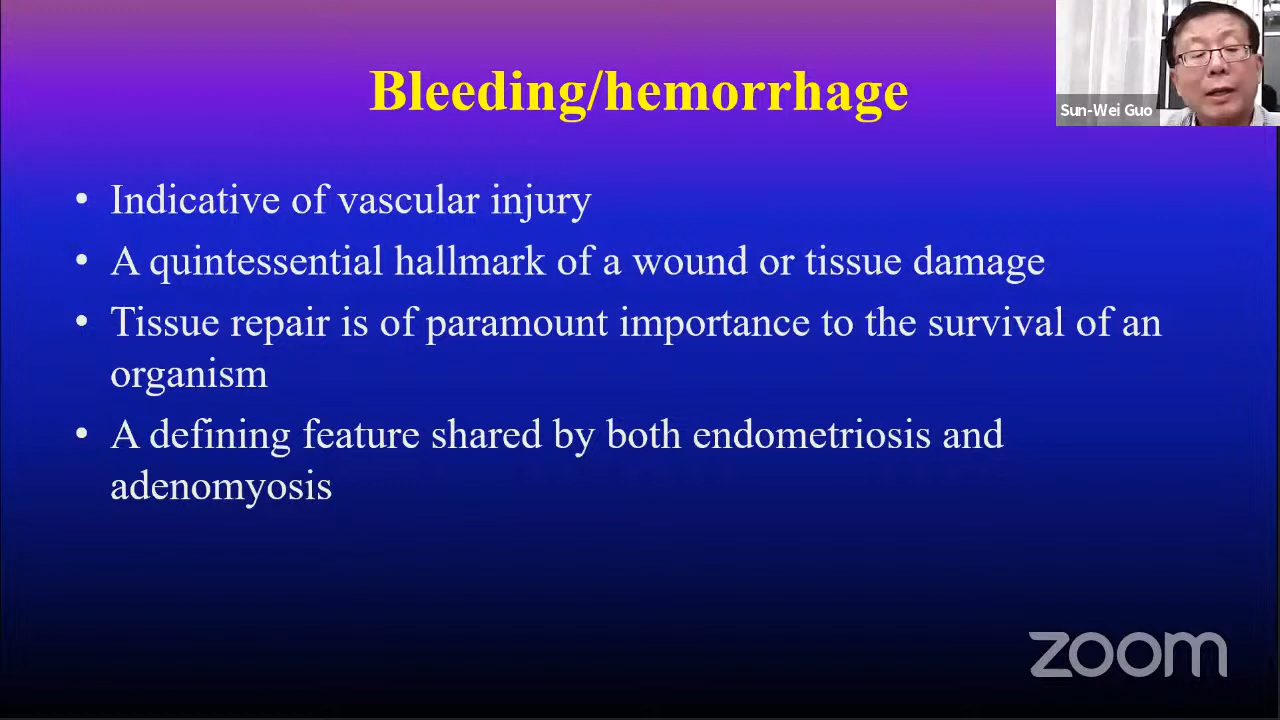 Bleeding/hemorrhage
Sun-Wei Guo
• Indicative of vascular injury
• A quintessential hallmark of a wound or tissue damage
• Tissue repair is of paramount importance to the survival of an
organism
• A defining feature shared by both endometriosis and
adenomyosis
zoom